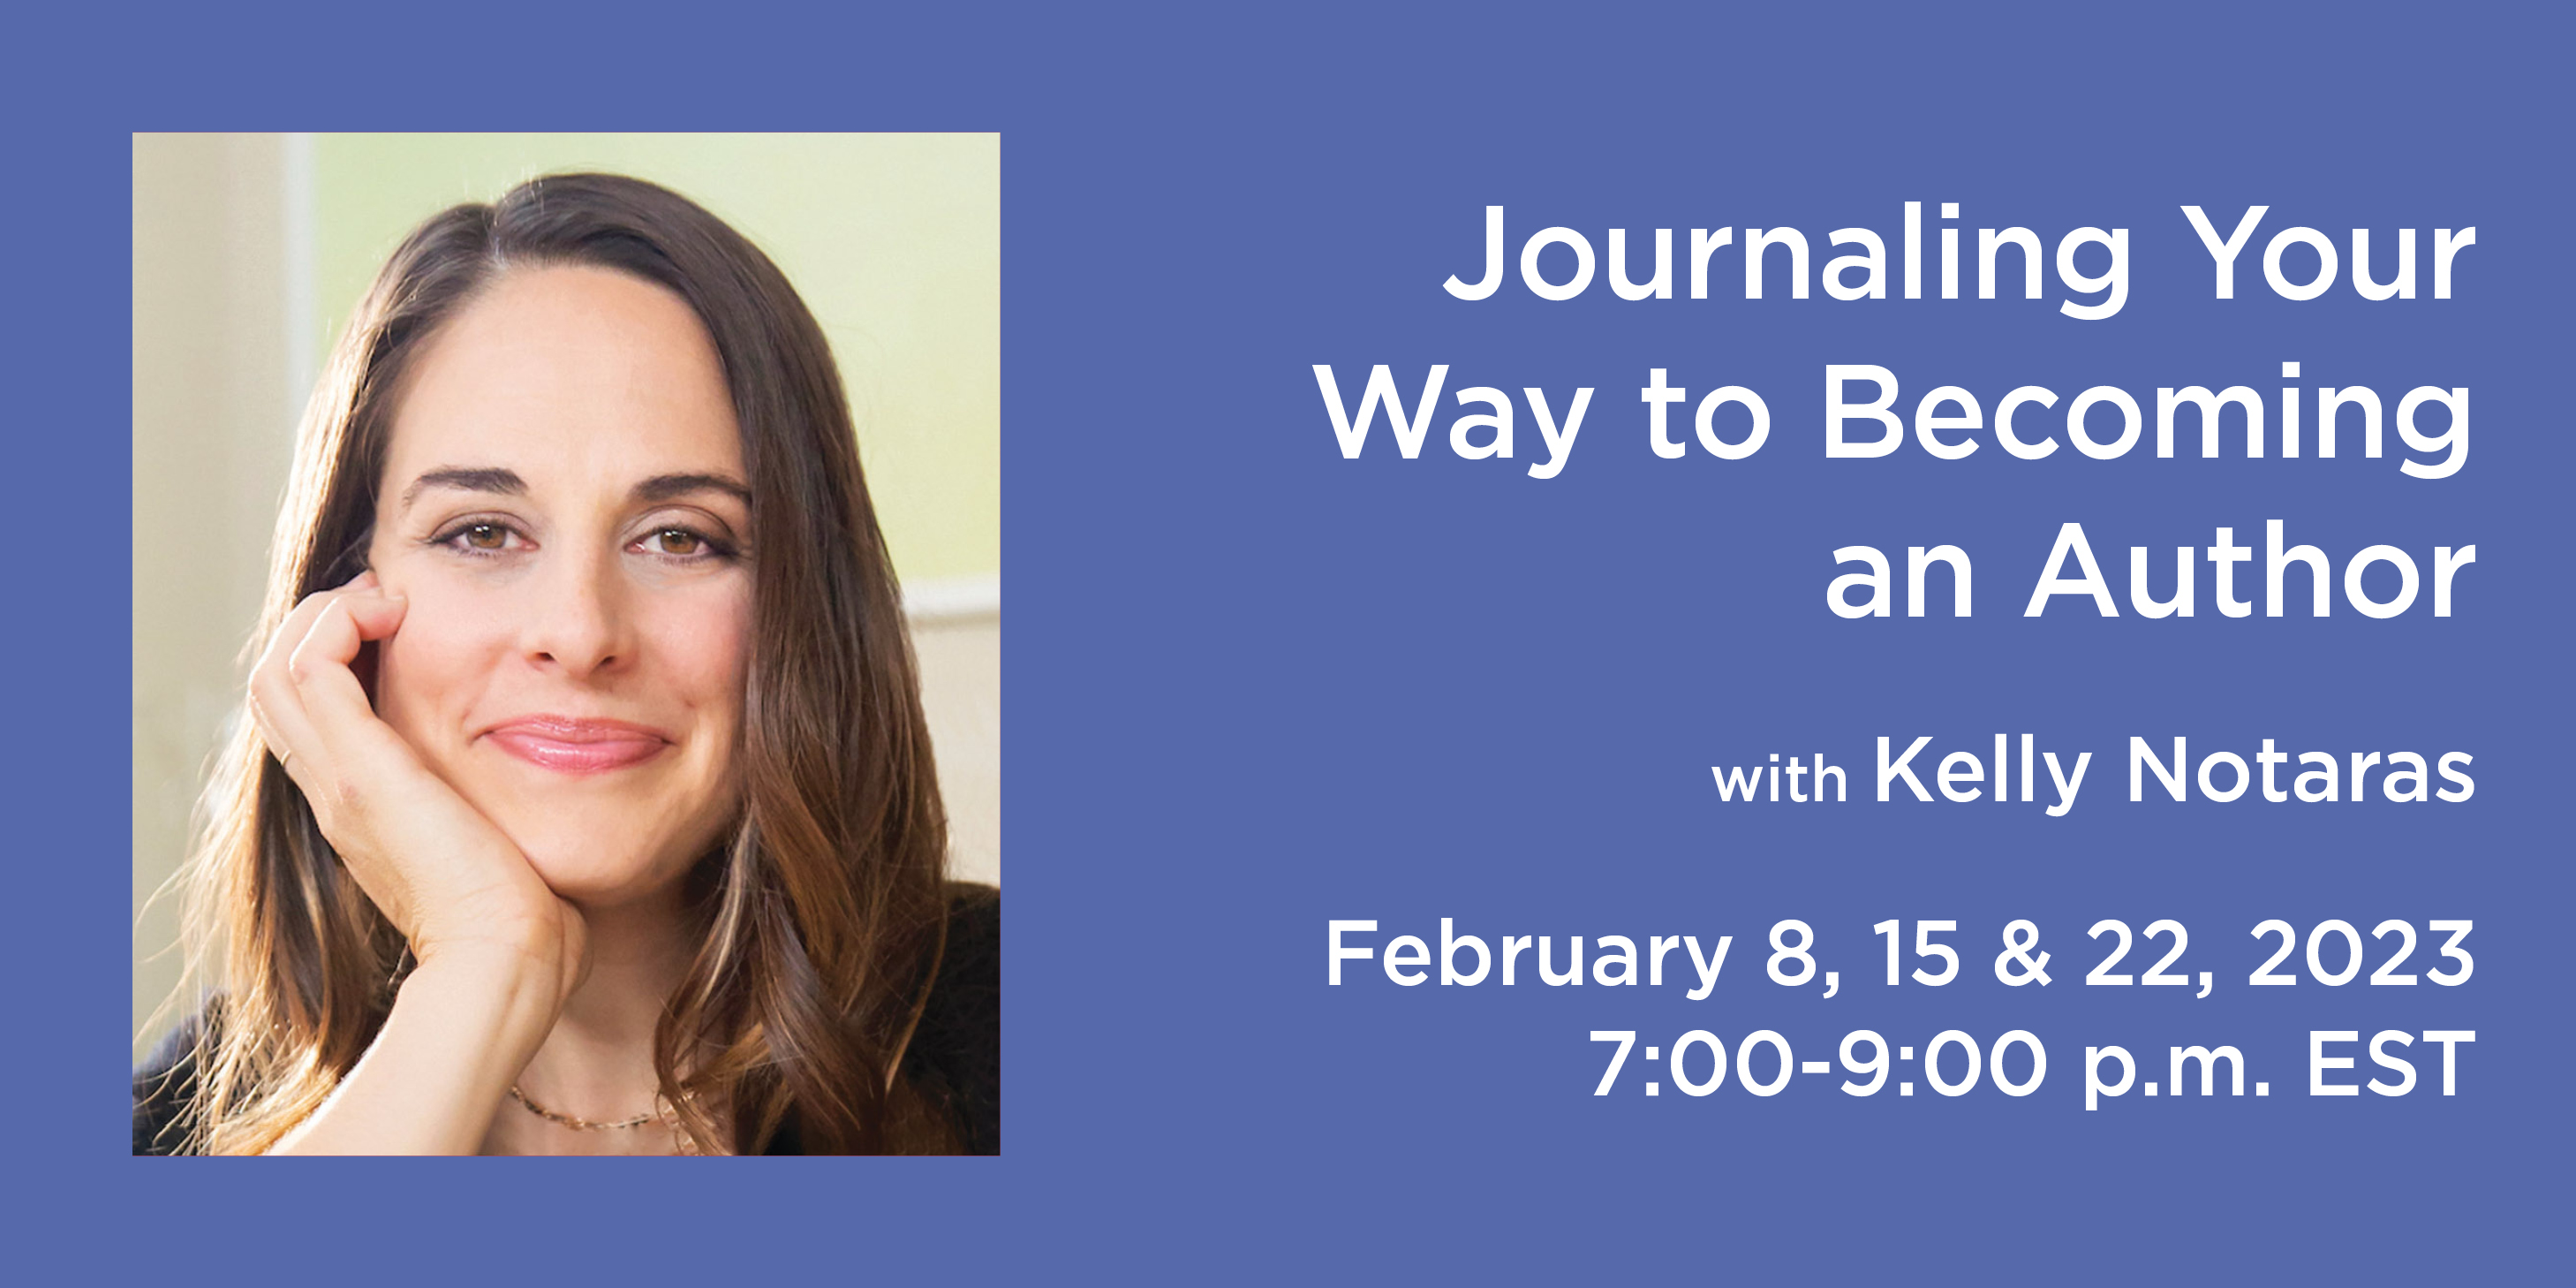 Journaling Your
Way to Becoming
an Author
with Kelly Notaras
February 8, 15 & 22, 2023
7:00-9:00 p.m. EST